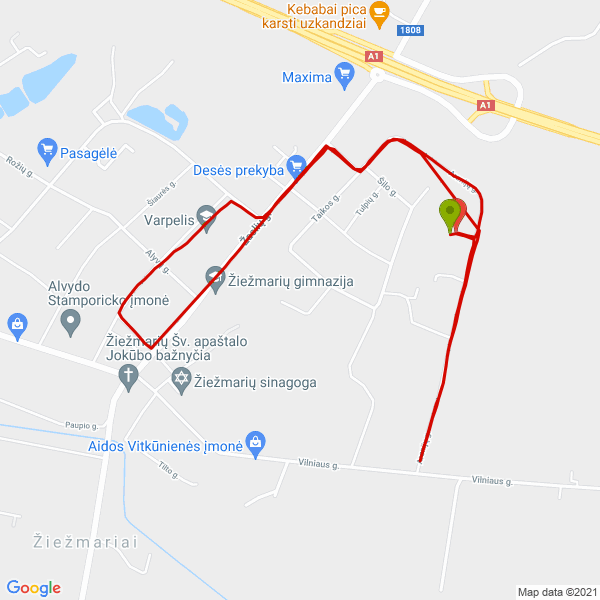 Kebabai pica
karsti uzkandziai
1808
A1
Maxima
A1
Rožių g.
Pasagėlė
Desės prekyba
Šiaurės g.
Šilo g.
Taikos g.
Tulpių g.
Varpelis
Žaslių g.
Alyvų g.
Žiežmarių gimnazija
Alvydo
Stamporicko įmonė
Žiežmarių Šv. apaštalo
Jokūbo bažnyčia
Žiežmarių sinagoga
Paupio g.
Aidos Vitkūnienės įmonė
Vilniaus g.
Tilto g.
Vilniaus g.
Žiežmariai
Google
Map data ©2021